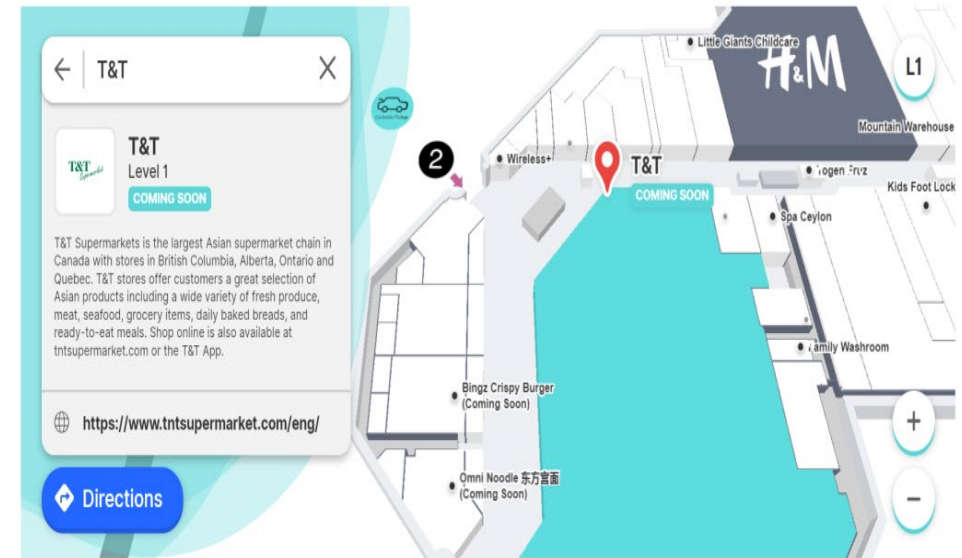 T&T
T&T
Supermarket
T&T
Level 1
COMING SOON
T&T Supermarkets is the largest Asian supermarket chain in
Canada with stores in British Columbia, Alberta, Ontario and
Quebec. T&T stores offer customers a great selection of
Asian products including a wide variety of fresh produce,
meat, seafood, grocery items, daily baked breads, and
ready-to-eat meals. Shop online is also available at
tntsupermarket.com or the T&T App.
https://www.tntsupermarket.com/eng/
Directions
2
Little Giants Childcare
H&M
L1
Mountain Warehouse
Wireless+
T&T
COMING SOON
Kids Foot Lock
Spa Ceylon
Washroom
Bingz Crispy Burger
(Coming Soon)
Omni Noodle 东方宫面
(Coming Soon)
+
−